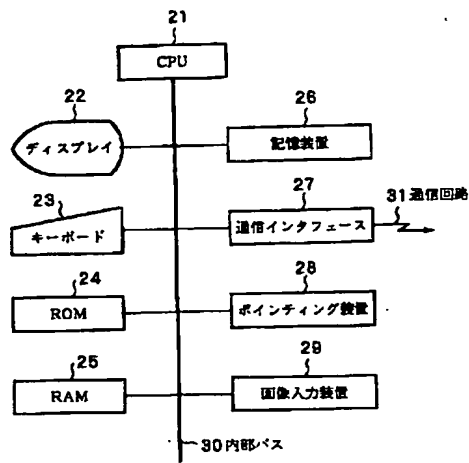 21
CPU
22
ディスプレイ
26
記憶装置
23
キーボード
27
通信インタフェース
31 通信回路
24
ROM
28
ポインティング装置
25
RAM
29
画像入力装置
30 内部バス